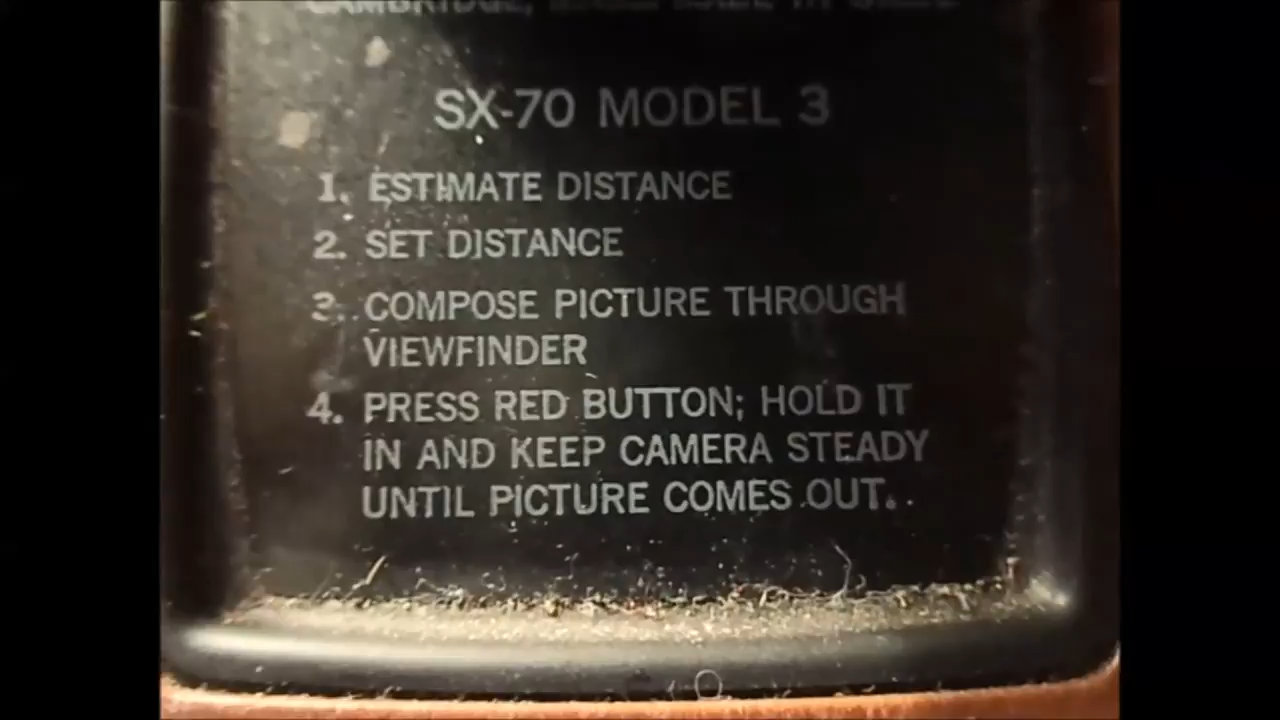 CAMBRIDGE,
SX-70 MODEL 3
1. ESTIMATE DISTANCE
2. SET DISTANCE
3. COMPOSE PICTURE THROUGH
VIEWFINDER
4. PRESS RED BUTTON; HOLD IT
IN AND KEEP CAMERA STEADY
UNTIL PICTURE COMES OUT.